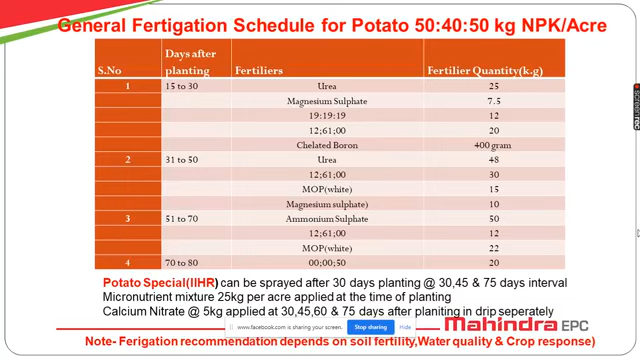 General Fertigation Schedule for Potato 50:40:50 kg NPK/Acre
S.No Days after planting Fertiliers Fertilier Quantity(k.g)
1 15 to 30 Urea 25
Magnesium Sulphate 7.5
19:19:19 12
12;61;00 20
Chelated Boron 400 gram
2 31 to 50 Urea 48
12;61;00 30
MOP(white) 15
Magnesium sulphate) 10
3 51 to 70 Ammonium Sulphate 50
12;61;00 12
MOP(white) 22
4 70 to 80 00;00;50 20
Potato Special(IIHR) can be sprayed after 30 days planting @ 30,45 & 75 days interval
Micronutrient mixture 25kg per acre applied at the time of planting
Calcium Nitrate @ 5kg applied at 30,45,60 & 75 days after planiting in drip seperately
www.facebook.com is sharing your screen. Stop sharing Hide
Mahindra EPC
Note- Ferigation recommendation depends on soil fertility,Water quality & Crop response)